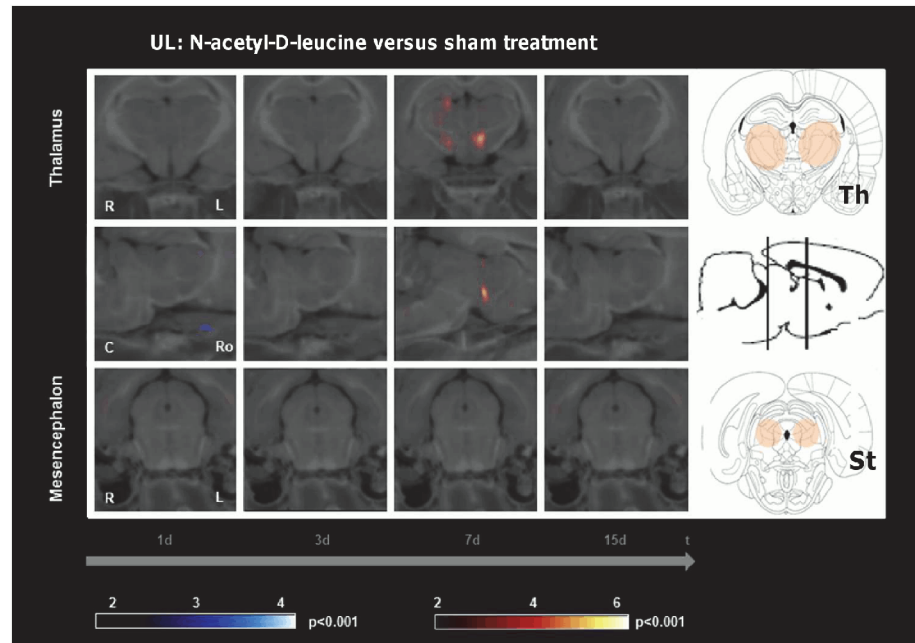 UL: N-acetyl-D-leucine versus sham treatment
Thalamus
R L
Th
C Ro
Mesencephalon
R L
St
1d 3d 7d 15d t
2 3 4 p<0.001
2 4 6 p<0.001